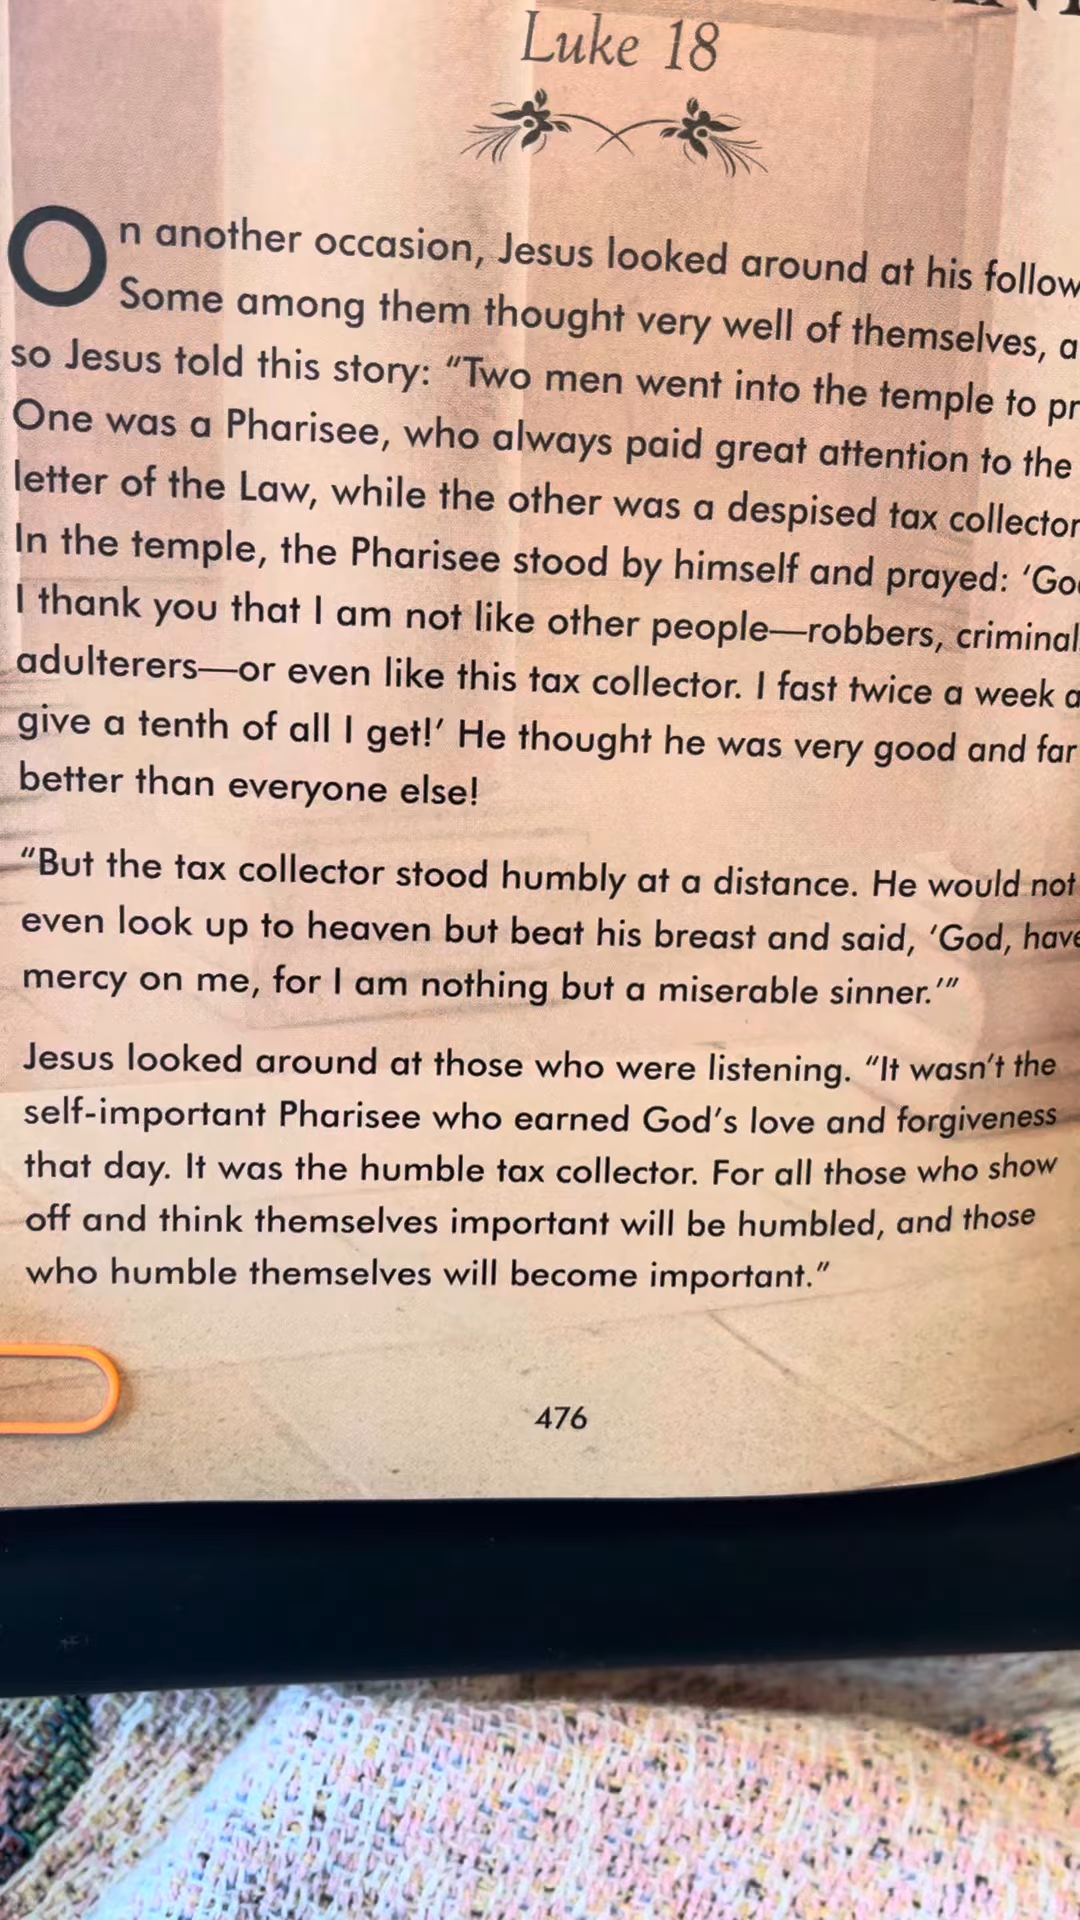 Luke 18
On another occasion, Jesus looked around at his follow
Some among them thought very well of themselves, a
so Jesus told this story: “Two men went into the temple to pr
One was a Pharisee, who always paid great attention to the
letter of the Law, while the other was a despised tax collector
In the temple, the Pharisee stood by himself and prayed: ‘Go
I thank you that I am not like other people—robbers, criminal
adulterers—or even like this tax collector. I fast twice a week a
give a tenth of all I get!’ He thought he was very good and far
better than everyone else!
“But the tax collector stood humbly at a distance. He would not
even look up to heaven but beat his breast and said, ‘God, have
mercy on me, for I am nothing but a miserable sinner.’”
Jesus looked around at those who were listening. “It wasn’t the
self-important Pharisee who earned God’s love and forgiveness
that day. It was the humble tax collector. For all those who show
off and think themselves important will be humbled, and those
who humble themselves will become important.”
476